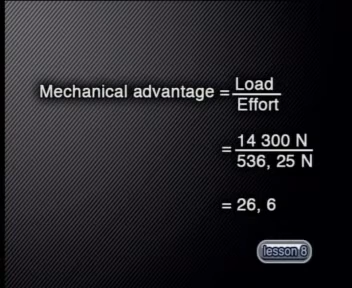 Mechanical advantage = Load
Effort
= 14 300 N
536, 25 N
= 26, 6
lesson 8